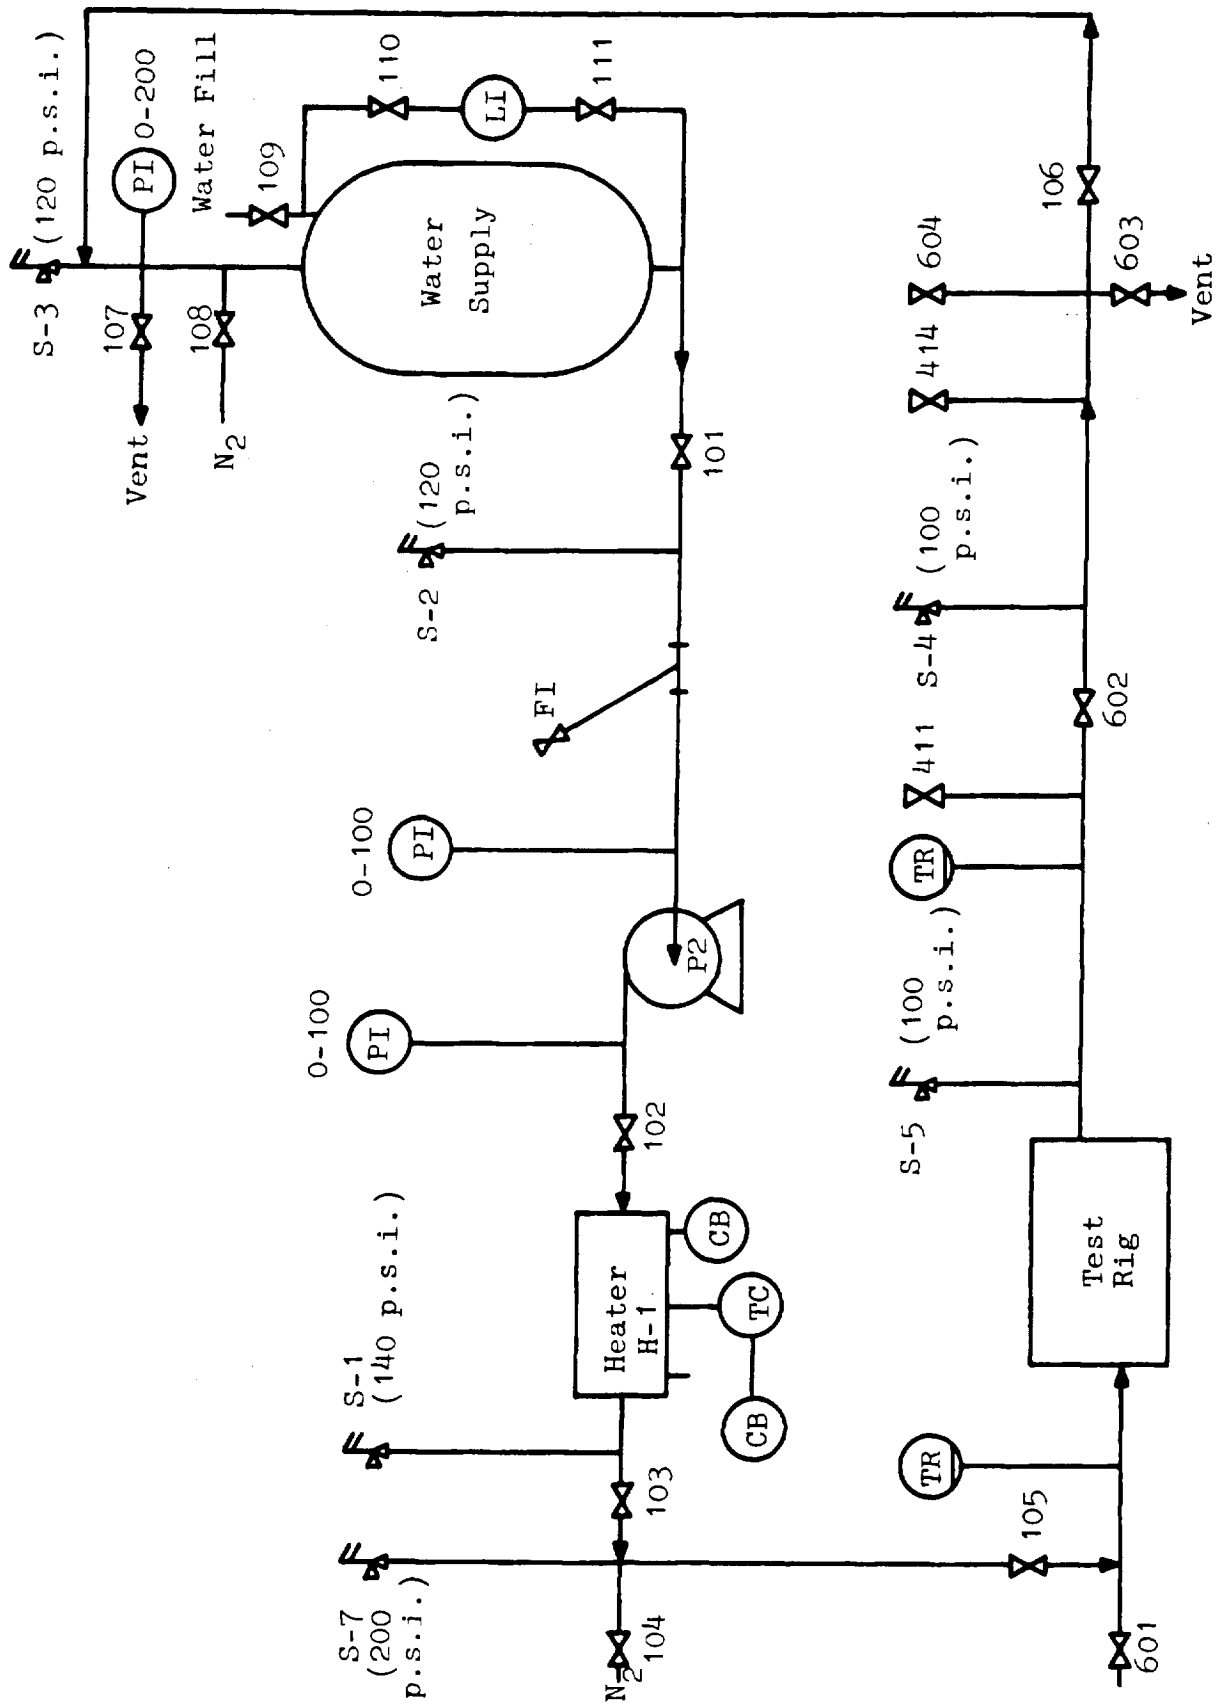 S-7
(200
p.s.i.)
S-1
(140 p.s.i.)
0-100
PI
0-100
PI
FI
S-2
(120
p.s.i.)
S-3
(120 p.s.i.)
107
PI
0-200
Vent
108
N2
Water Fill
109
110
LI
111
Water
Supply
101
P2
102
Heater
H-1
CB
TC
CB
103
N2
104
105
TR
601
Test
Rig
S-5
(100
p.s.i.)
TR
411
602
S-4
(100
p.s.i.)
414
604
603
Vent
106